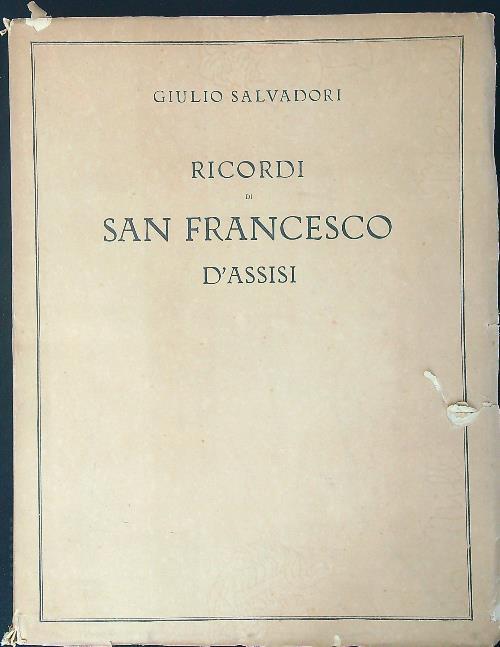 GIULIO SALVADORI
RICORDI
DI
SAN FRANCESCO
D'ASSISI